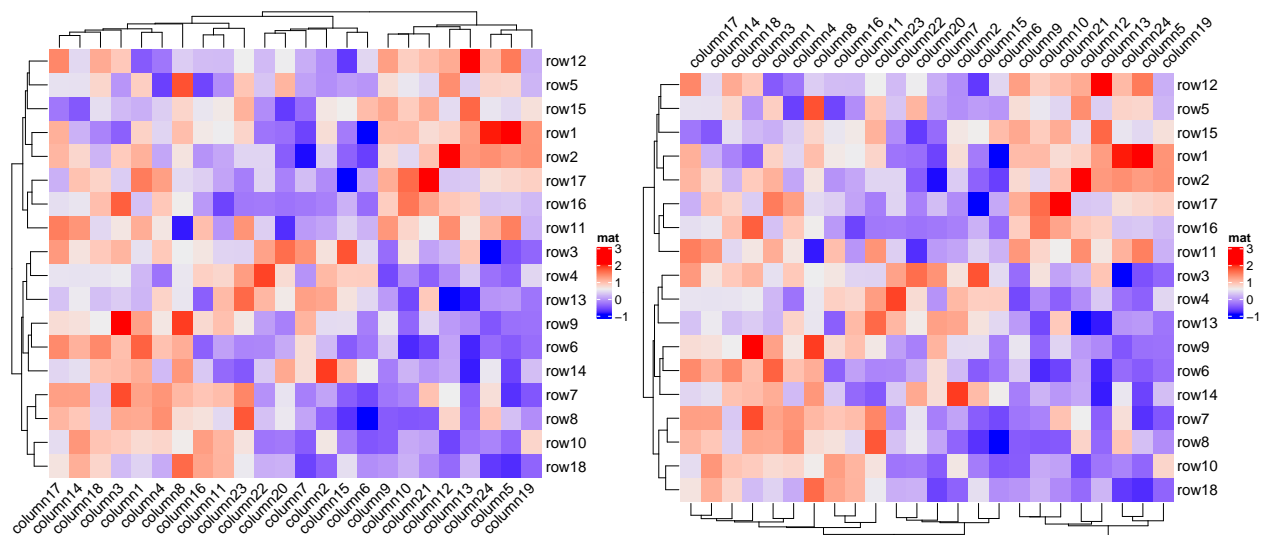 row12
row5
row15
row1
row2
row17
row16
row11
row3
row4
row13
row9
row6
row14
row7
row8
row10
row18
column17
column14
column18
column3
column1
column4
column8
column16
column11
column23
column22
column20
column7
column2
column15
column6
column9
column10
column21
column12
column13
column24
column5
column19
mat
3
2
1
0
−1
column17
column14
column18
column3
column1
column4
column8
column16
column11
column23
column22
column20
column7
column2
column15
column6
column9
column10
column21
column12
column13
column24
column5
column19
row12
row5
row15
row1
row2
row17
row16
row11
row3
row4
row13
row9
row6
row14
row7
row8
row10
row18
mat
3
2
1
0
−1